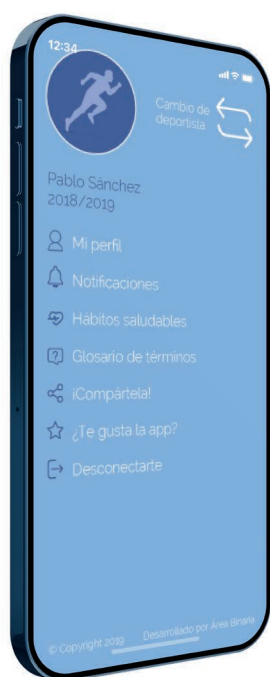 12:34
Cambio de
deportista
Pablo Sánchez
2018/2019
Mi perfil
Notificaciones
Hábitos saludables
Glosario de términos
¡Compártela!
¿Te gusta la app?
Desconectarte
© Copyright 2019 Desarrollado por Área Binaria